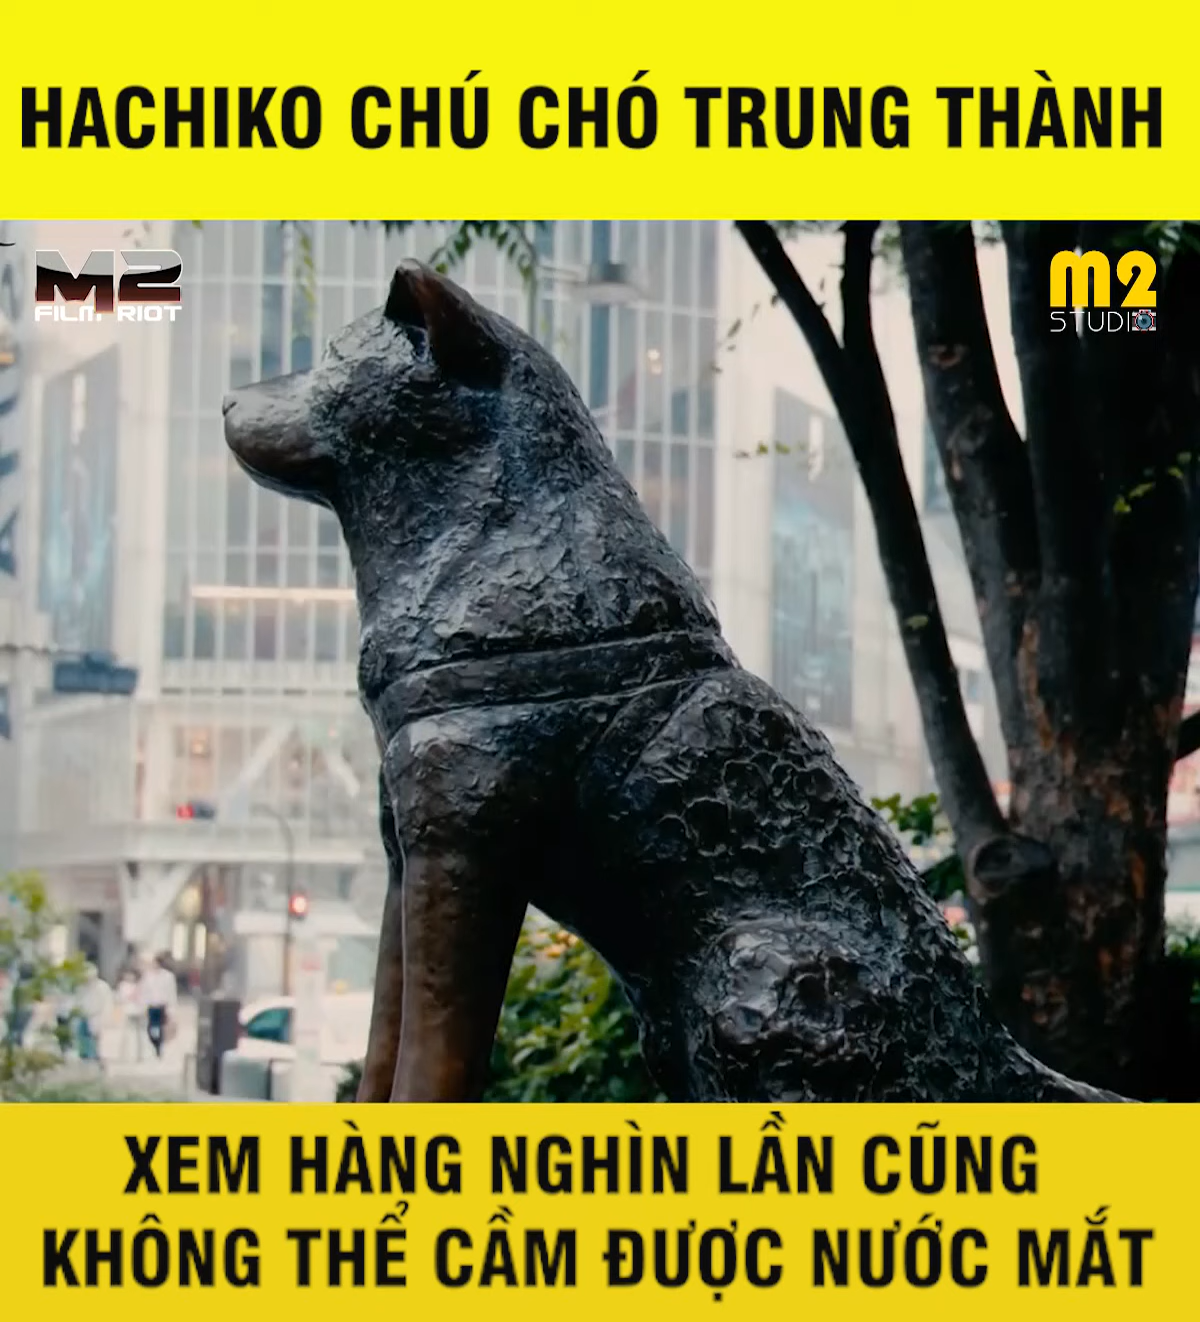 HACHIKO CHÚ CHÓ TRUNG THÀNH
M2
FILM RIOT
M2
STUDIO
XEM HÀNG NGHÌN LẦN CŨNG
KHÔNG THỂ CẦM ĐƯỢC NƯỚC MẮT